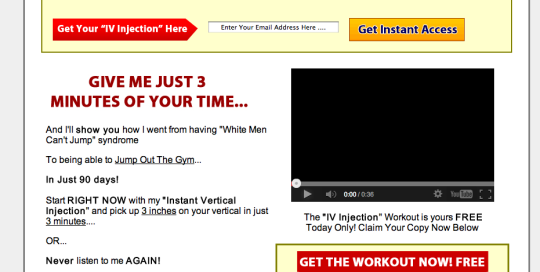 Get Your "IV Injection" Here
Enter Your Email Address Here ....
Get Instant Access
GIVE ME JUST 3
MINUTES OF YOUR TIME...
And I'll show you how I went from having "White Men
Can't Jump" syndrome
To being able to Jump Out The Gym...
In Just 90 days!
Start RIGHT NOW with my "Instant Vertical
Injection" and pick up 3 inches on your vertical in just
3 minutes....
OR...
Never listen to me AGAIN!
0:00 / 0:36
YouTube
The "IV Injection" Workout is yours FREE
Today Only! Claim Your Copy Now Below
GET THE WORKOUT NOW! FREE